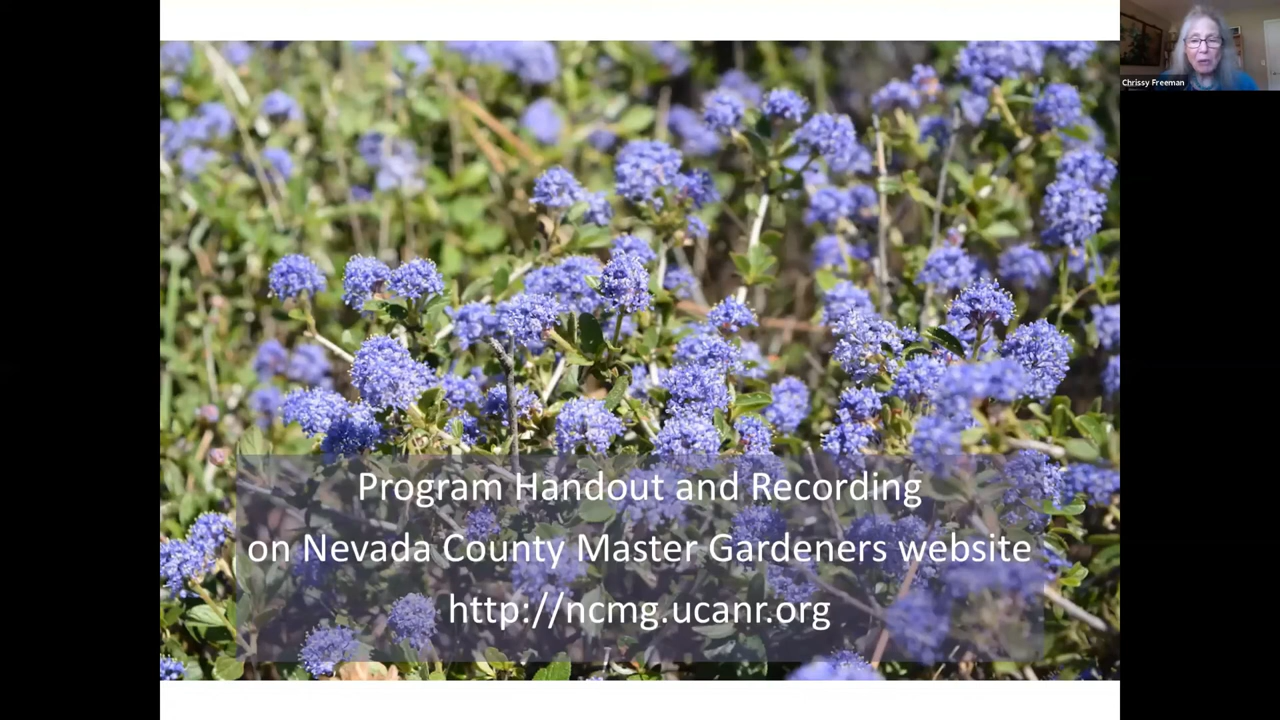 Chrissy Freeman
Program Handout and Recording
on Nevada County Master Gardeners website
http://ncmg.ucanr.org